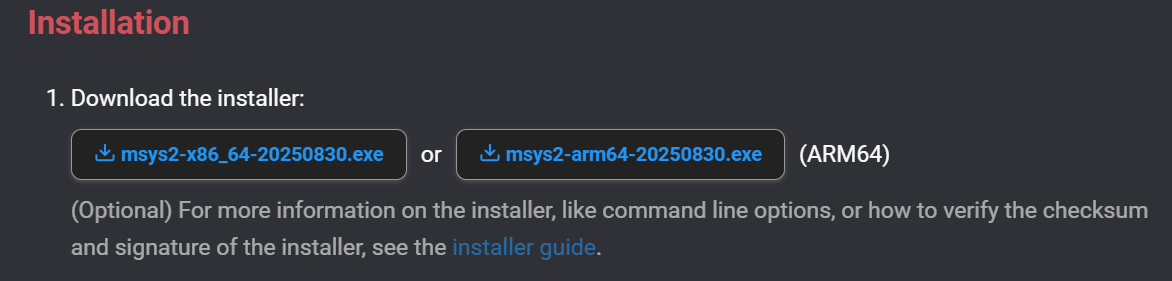 Installation
1. Download the installer:
msys2-x86_64-20250830.exe or msys2-arm64-20250830.exe (ARM64)
(Optional) For more information on the installer, like command line options, or how to verify the checksum
and signature of the installer, see the installer guide.